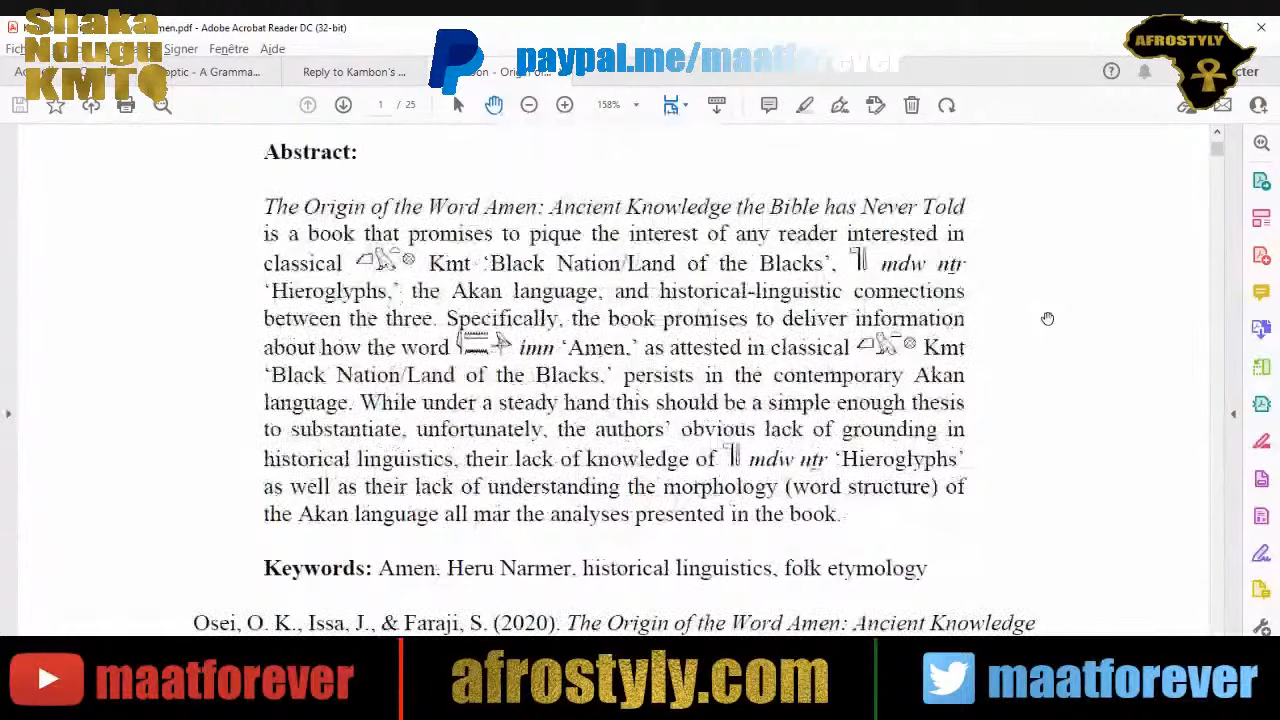 Shaka
Ndugu
KMT
men.pdf - Adobe Acrobat Reader DC (32-bit)
Signer Fenêtre Aide
paypal.me/maatforever
AFROSTYLY
optic - A Gramma...
Reply to Kambon's ...
1 / 25
158%
Abstract:
The Origin of the Word Amen: Ancient Knowledge the Bible has Never Told
is a book that promises to pique the interest of any reader interested in
classical Kmt ‘Black Nation/Land of the Blacks’, mdw nṯr
‘Hieroglyphs,’ the Akan language, and historical-linguistic connections
between the three. Specifically, the book promises to deliver information
about how the word imn ‘Amen,’ as attested in classical Kmt
‘Black Nation/Land of the Blacks,’ persists in the contemporary Akan
language. While under a steady hand this should be a simple enough thesis
to substantiate, unfortunately, the authors’ obvious lack of grounding in
historical linguistics, their lack of knowledge of mdw nṯr ‘Hieroglyphs’
as well as their lack of understanding the morphology (word structure) of
the Akan language all mar the analyses presented in the book.
Keywords: Amen, Heru Narmer, historical linguistics, folk etymology
Osei, O. K., Issa, J., & Faraji, S. (2020). The Origin of the Word Amen: Ancient Knowledge
maatforever
afrostyly.com
maatforever